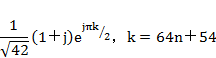 1/√42 (1+j)e^(jπk/2), k = 64n+54